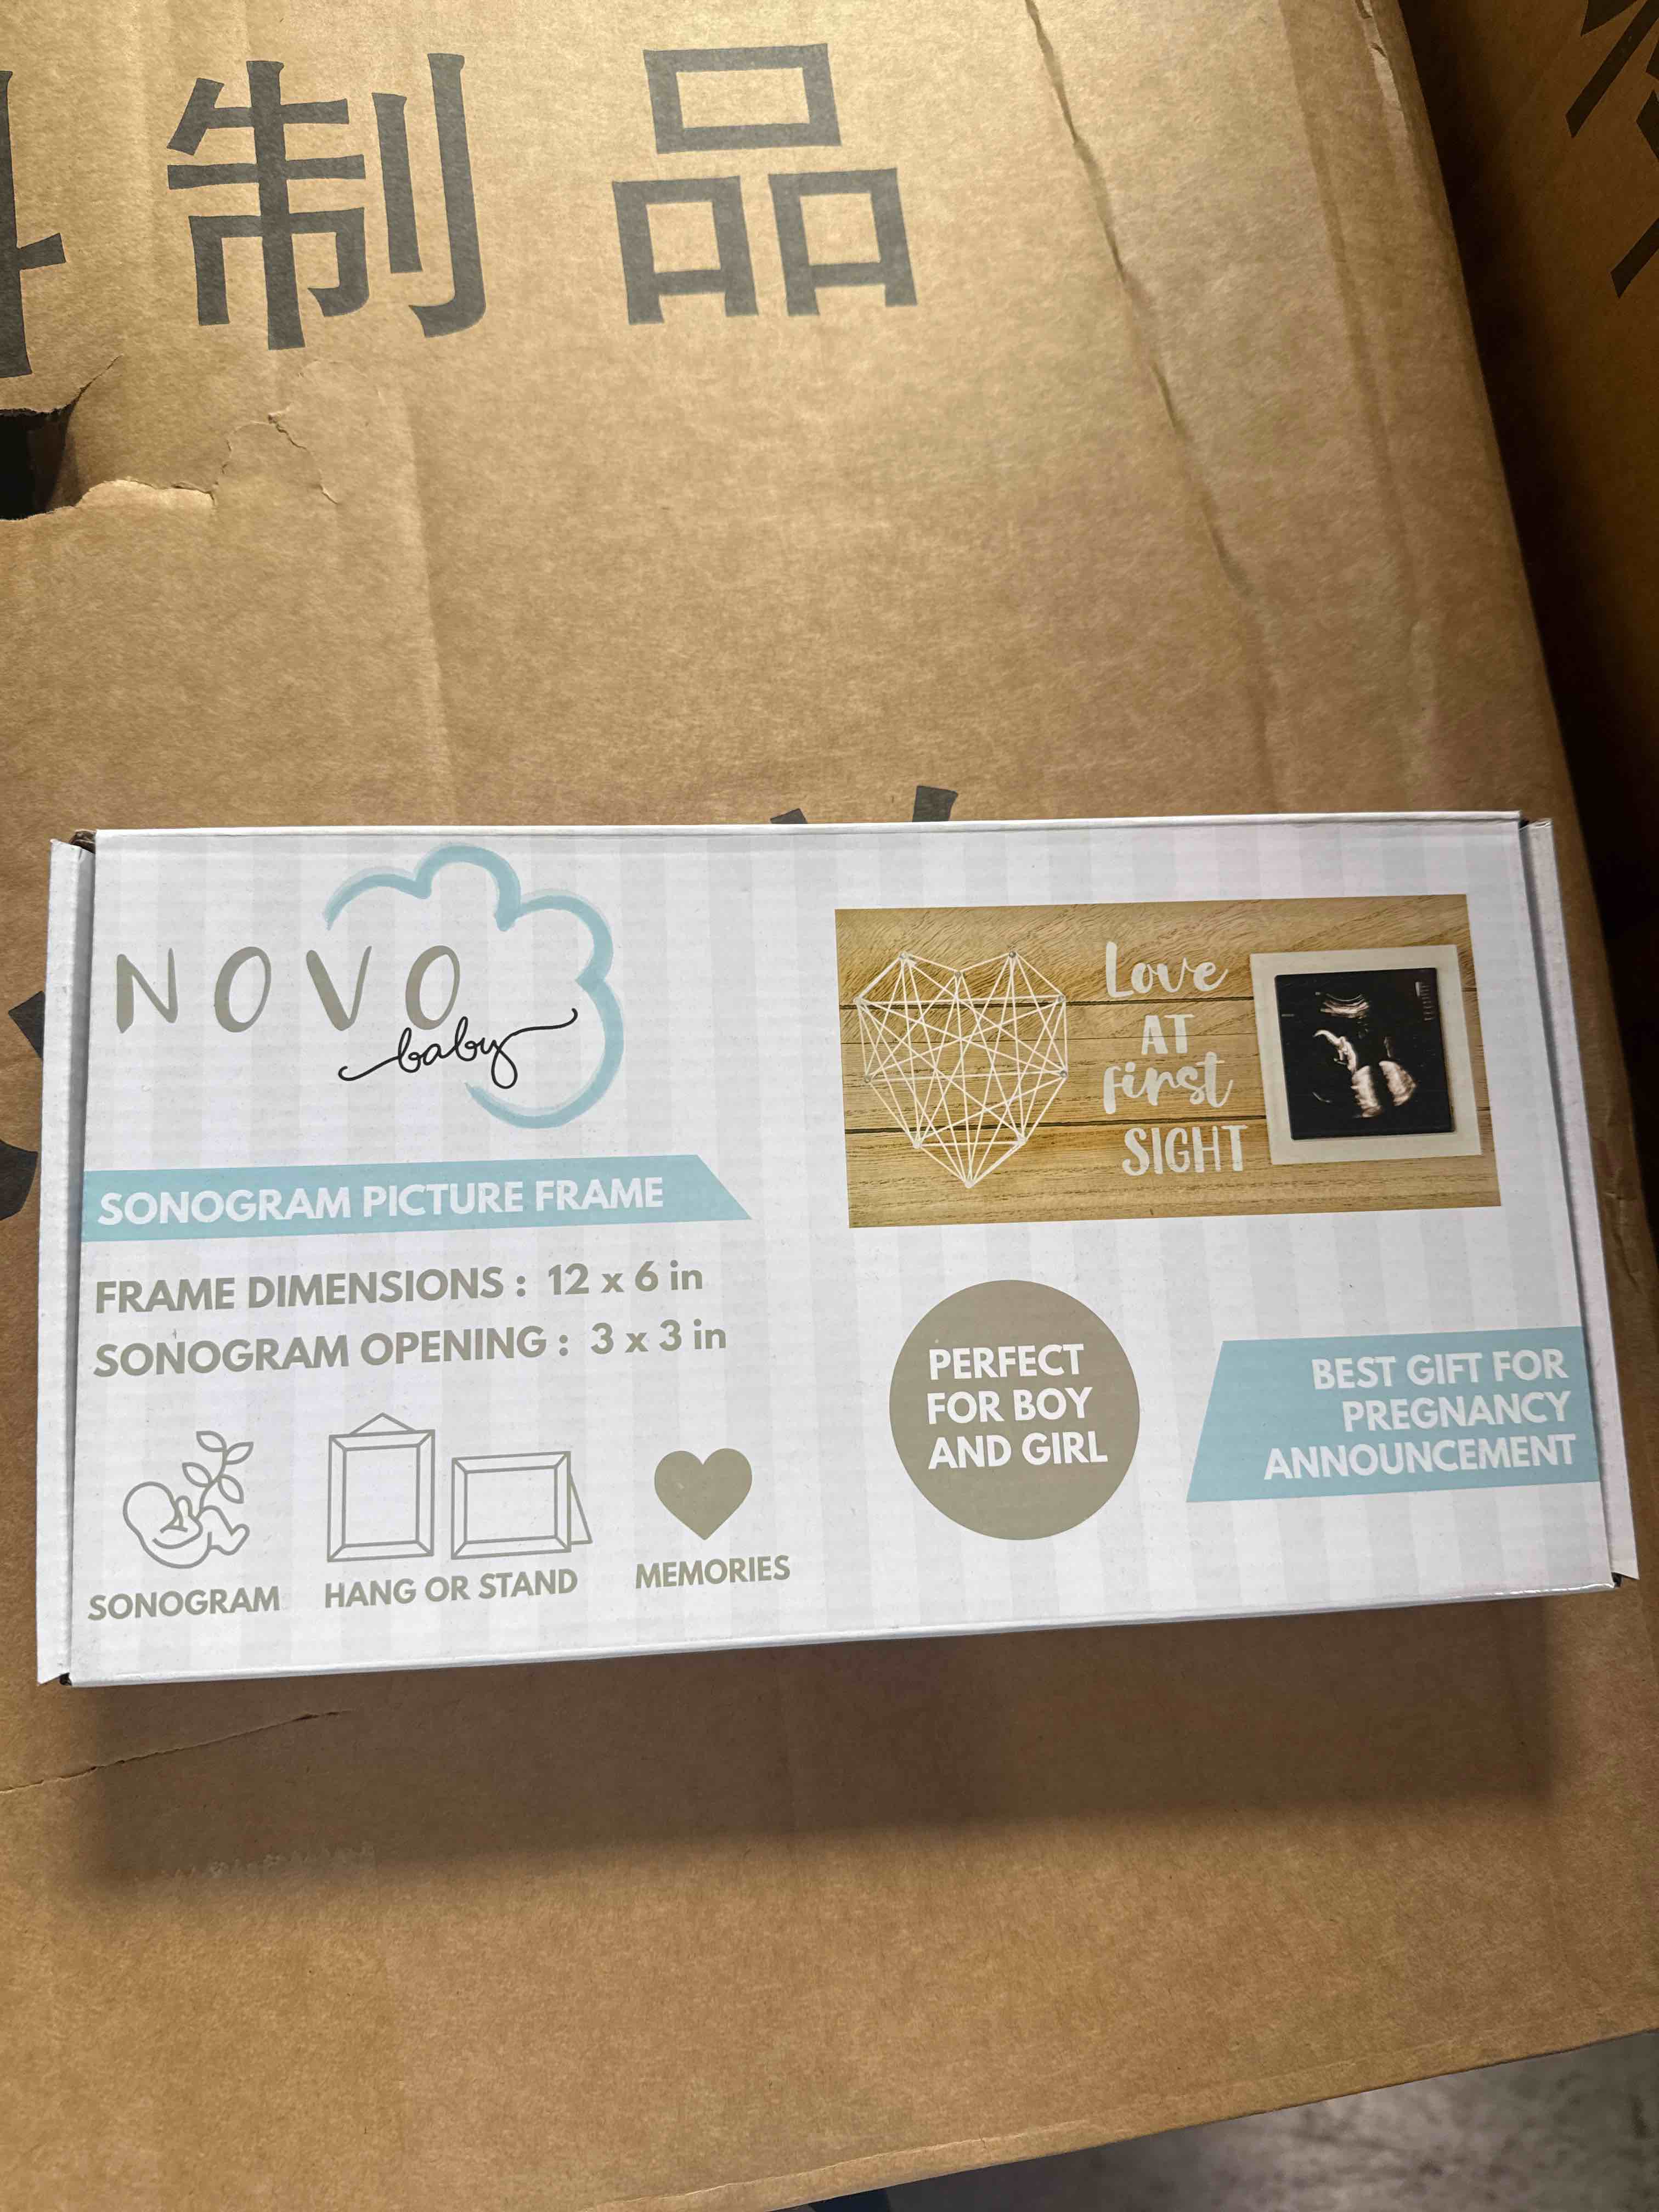 制品
NOVO
baby
SONOGRAM PICTURE FRAME
FRAME DIMENSIONS : 12 x 6 in
SONOGRAM OPENING : 3 x 3 in
SONOGRAM
HANG OR STAND
MEMORIES
Love
AT
first
SIGHT
PERFECT
FOR BOY
AND GIRL
BEST GIFT FOR
PREGNANCY
ANNOUNCEMENT